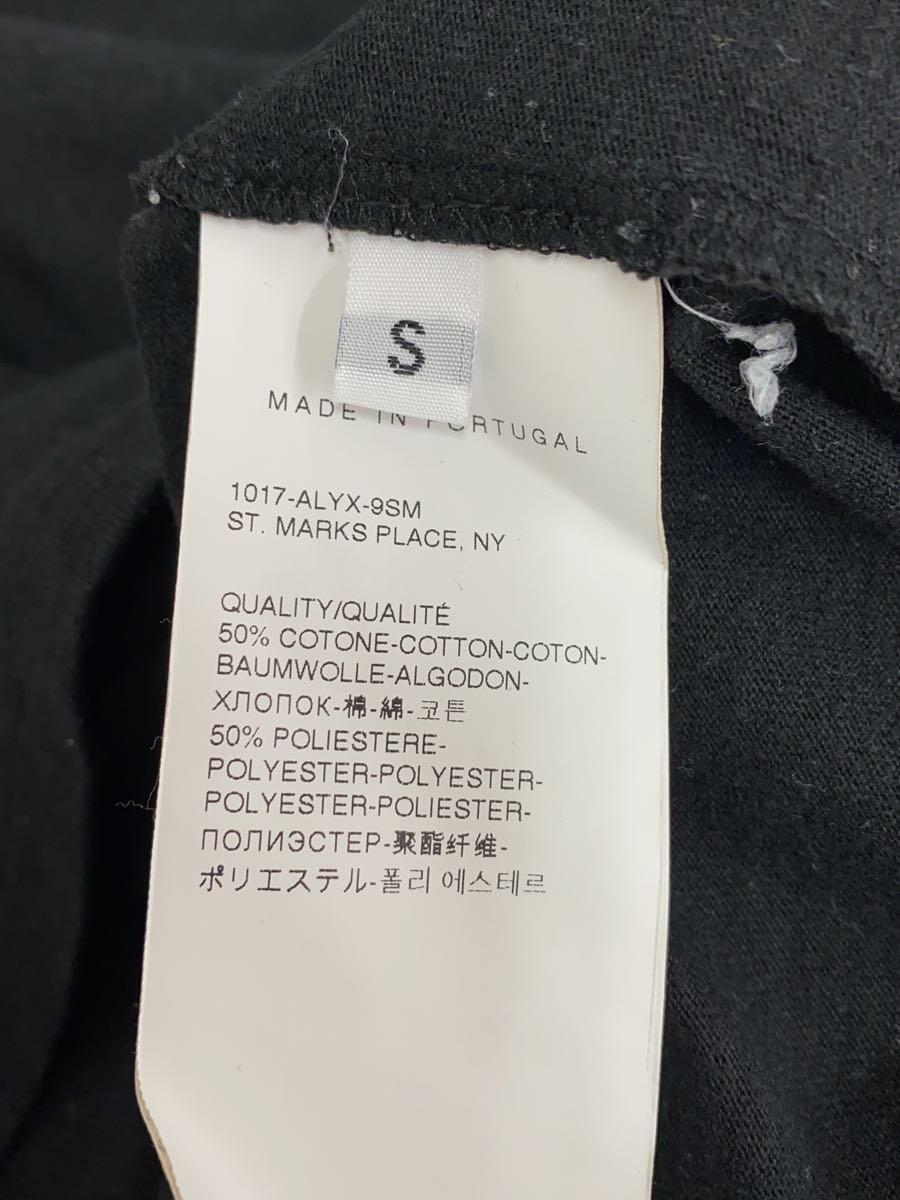 S
MADE IN PORTUGAL
1017-ALYX-9SM
ST. MARKS PLACE, NY
QUALITY/QUALITÉ
50% COTONE-COTTON-COTON-
BAUMWOLLE-ALGODON-
ХЛОПОК-棉-綿-코튼
50% POLIESTERE-
POLYESTER-POLYESTER-
POLYESTER-POLIESTER-
ПОЛИЭСТЕР-聚酯纤维-
ポリエステル-폴리 에스테르